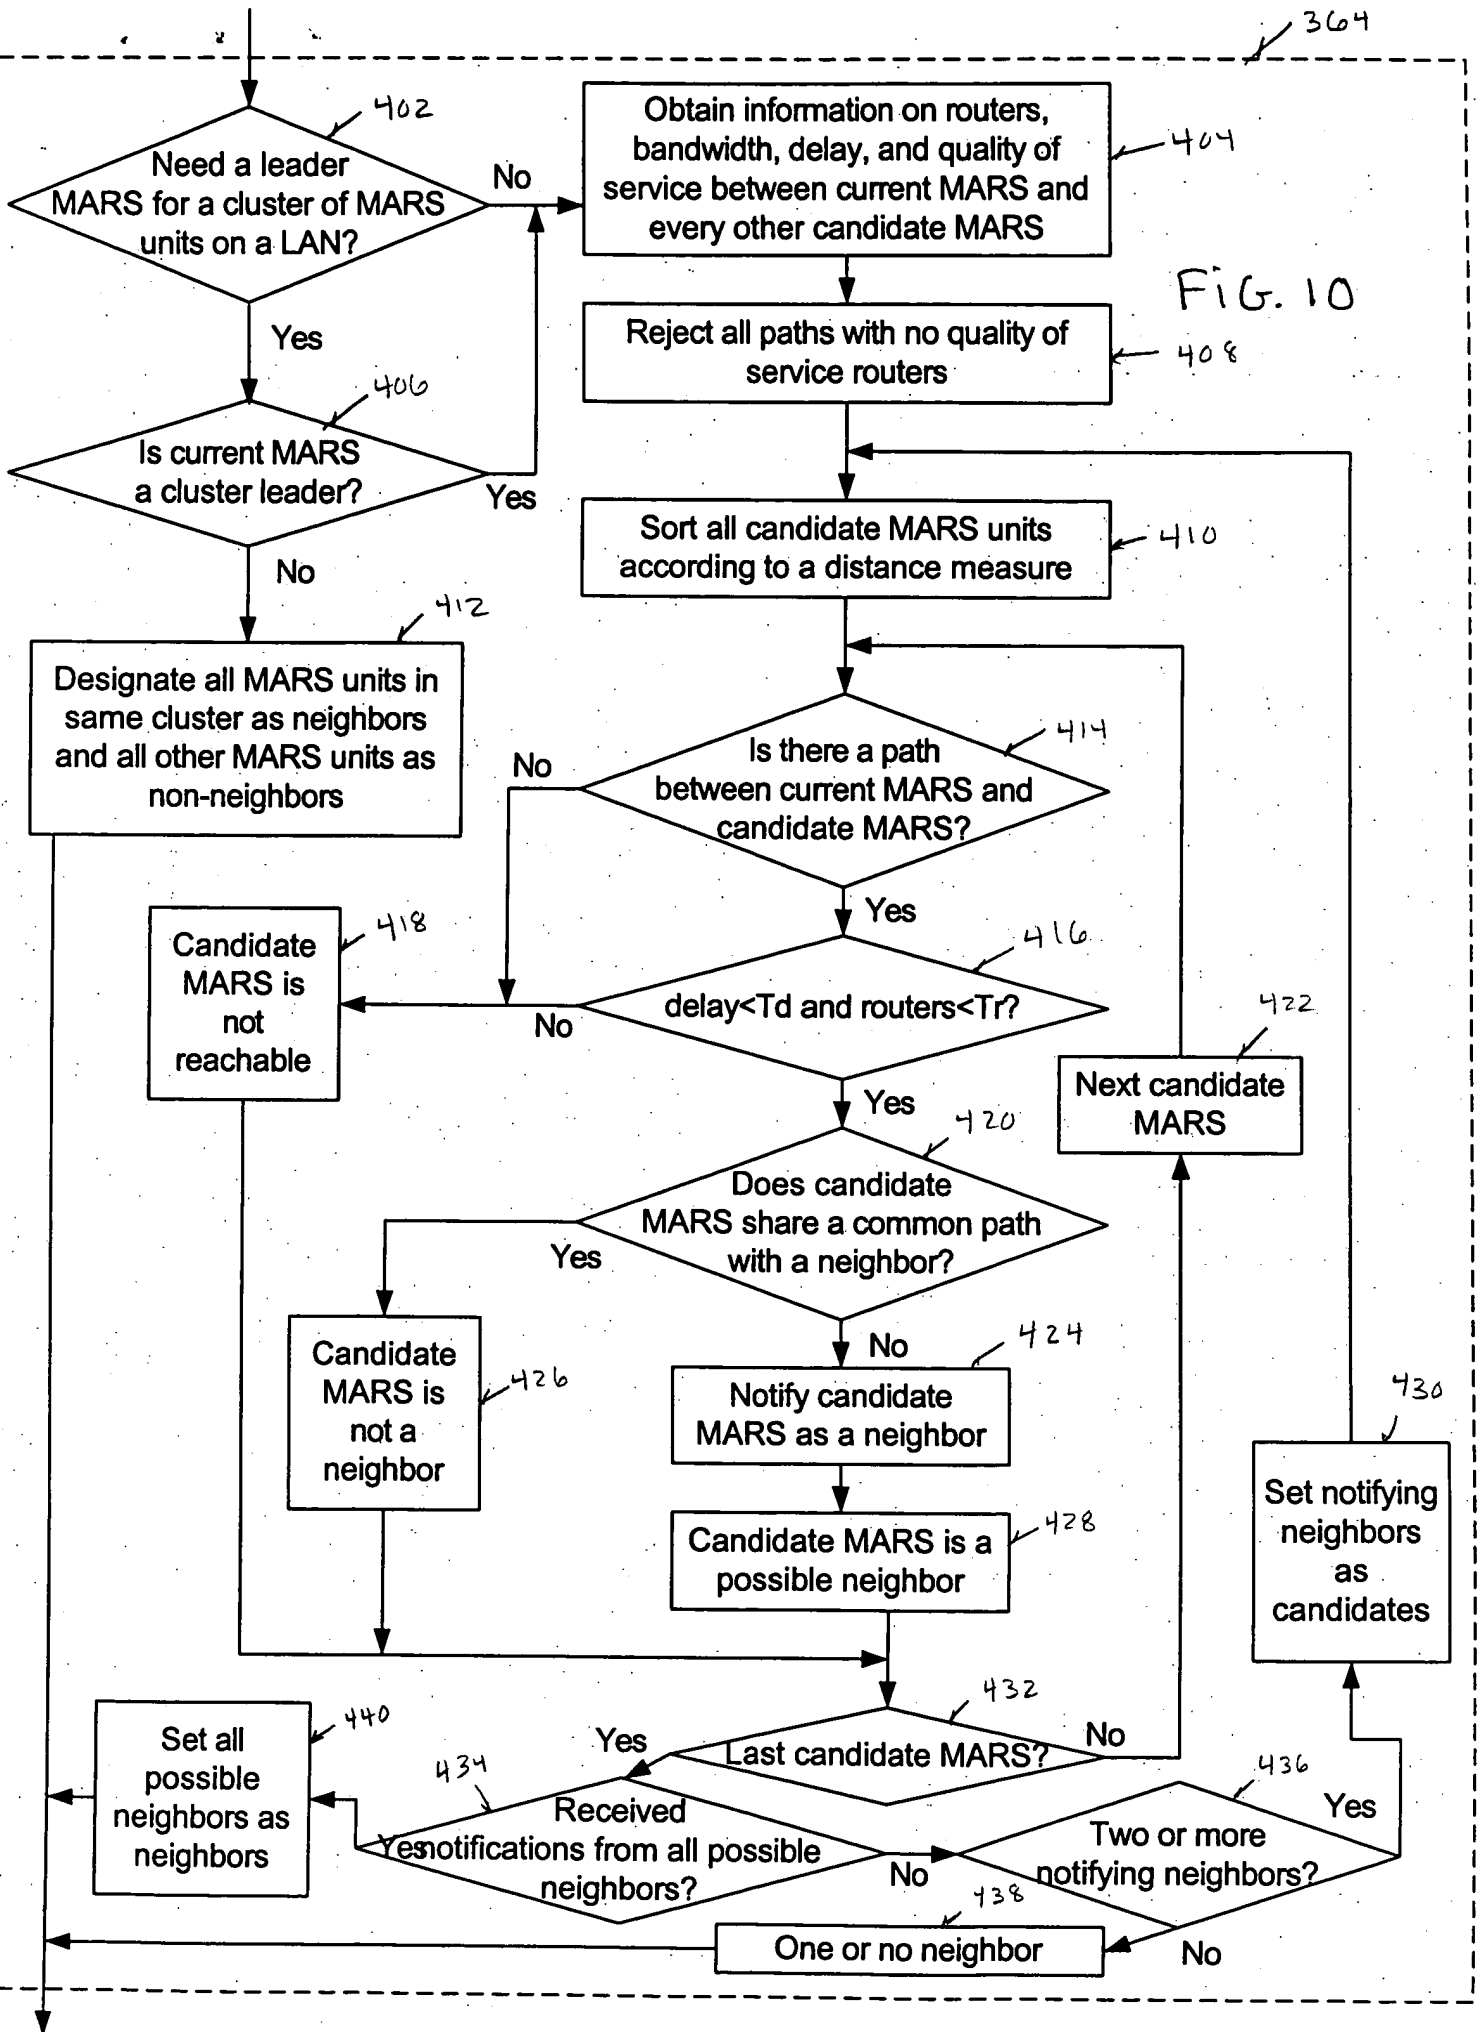 364
402
Need a leader
MARS for a cluster of MARS
units on a LAN?
No
Yes
Obtain information on routers,
bandwidth, delay, and quality of
service between current MARS and
every other candidate MARS
404
FIG. 10
Reject all paths with no quality of
service routers
408
406
Is current MARS
a cluster leader?
Yes
No
Sort all candidate MARS units
according to a distance measure
410
412
Designate all MARS units in
same cluster as neighbors
and all other MARS units as
non-neighbors
414
Is there a path
between current MARS and
candidate MARS?
No
Yes
416
delay<Td and routers<Tr?
No
Yes
418
Candidate
MARS is
not
reachable
422
Next candidate
MARS
420
Does candidate
MARS share a common path
with a neighbor?
Yes
No
424
Notify candidate
MARS as a neighbor
426
Candidate
MARS is
not a
neighbor
428
Candidate MARS is a
possible neighbor
430
Set notifying
neighbors
as
candidates
432
Last candidate MARS?
Yes
No
440
Set all
possible
neighbors as
neighbors
434
Received
notifications from all possible
neighbors?
Yes
No
436
Two or more
notifying neighbors?
Yes
No
438
One or no neighbor